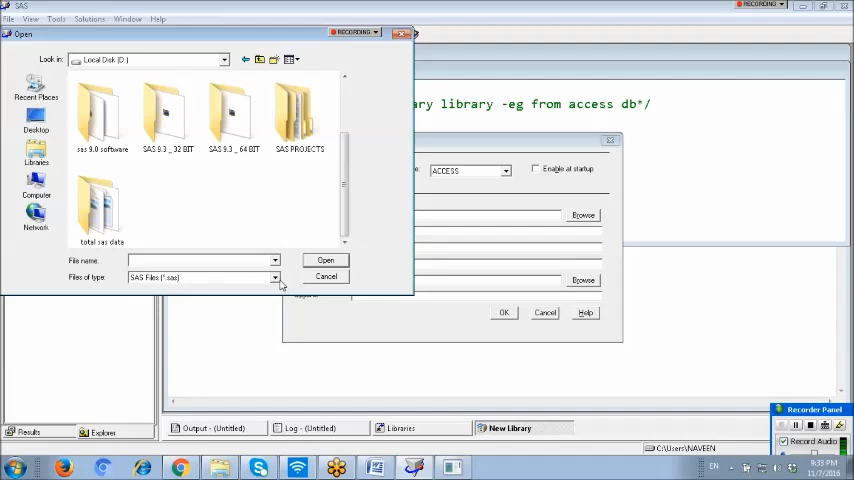 SAS
RECORDING
File View Tools Solutions Window Help
Open
RECORDING
Look in: Local Disk (D:)
Recent Places
Desktop
Libraries
Computer
Network
sas 9.0 software
SAS 9.3 _ 32 BIT
SAS 9.3 _ 64 BIT
SAS PROJECTS
total sas data
File name:
Open
Files of type: SAS Files (*.sas)
Cancel
ary library -eg from access db*/
ACCESS
Enable at startup
Browse
Browse
OK Cancel Help
Results Explorer
Output - (Untitled) Log - (Untitled) Libraries New Library
C:\Users\NAVEEN
Recorder Panel
Record Audio
EN
9:33 PM
11/7/2016